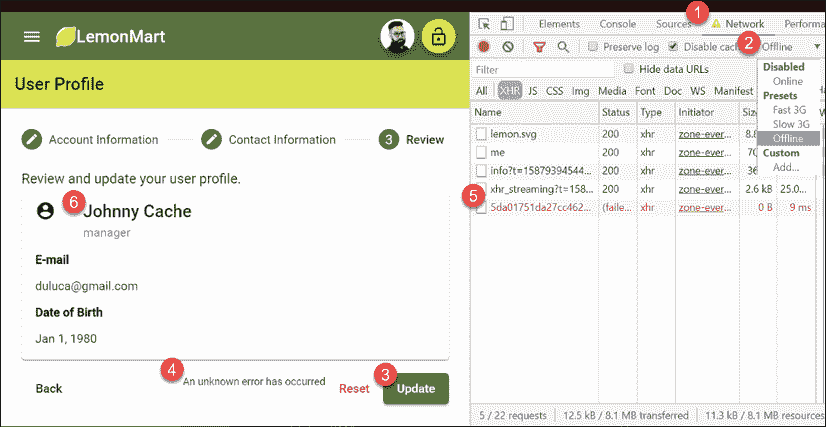 LemonMart
User Profile
Account Information
Contact Information
3 Review
Review and update your user profile.
6
Johnny Cache
manager
E-mail
duluca@gmail.com
Date of Birth
Jan 1, 1980
4
An unknown error has occurred
3
Back
Reset
Update
1
Elements Console Sources Network Performa
2
Preserve log Disable cach Offline
Filter
Hide data URLs
All XHR JS CSS Img Media Font Doc WS Manifest
Disabled
Online
Presets
Fast 3G
Slow 3G
Offline
Custom
Add...
Name Status Type Initiator Siz
lemon.svg 200 xhr zone-ever... 8.
me 200 xhr zone-ever... 7
info?t=15879394544... 200 xhr zone-ever... 36
5
xhr_streaming?t=158... 200 xhr zone-ever... 2.6 kB 25.0
5da01751da27cc462... (faile... xhr zone-ever... 0 B 9 ms
5 / 22 requests 12.5 kB / 8.1 MB transferred 11.3 kB / 8.1 MB resources